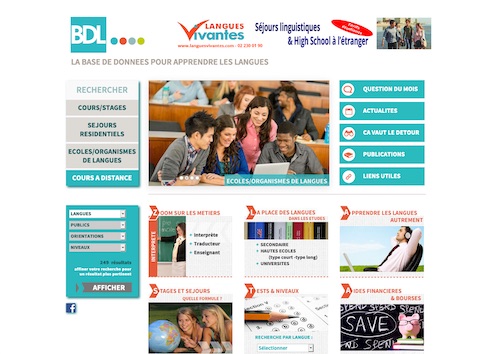 BDL
LANGUES
Vivantes
www.languesvivantes.com - 02 230 01 90
Séjours linguistiques
& High School à l'étranger
LA BASE DE DONNEES POUR APPRENDRE LES LANGUES
RECHERCHER
COURS/STAGES
SEJOURS
RESIDENTIELS
ECOLES/ORGANISMES
DE LANGUES
COURS A DISTANCE
ECOLES/ORGANISMES DE LANGUES
QUESTION DU MOIS
ACTUALITES
CA VAUT LE DETOUR
PUBLICATIONS
LIENS UTILES
LANGUES
PUBLICS
ORIENTATIONS
NIVEAUX
résultats
affiner votre recherche pour
un résultat plus pertinent
AFFICHER
ZOOM SUR LES METIERS
INTERPRÈTE
Interprète
Traducteur
Enseignant
LA PLACE DES LANGUES
DANS LES ETUDES
SECONDAIRE
HAUTES ECOLES
(type court -type long)
UNIVERSITES
APPRENDRE LES LANGUES
AUTREMENT
STAGES ET SEJOURS
QUELLE FORMULE ?
TESTS & NIVEAUX
RECHERCHE PAR LANGUE :
Sélectionner
AIDES FINANCIERES
& BOURSES
SPEND
SAVE